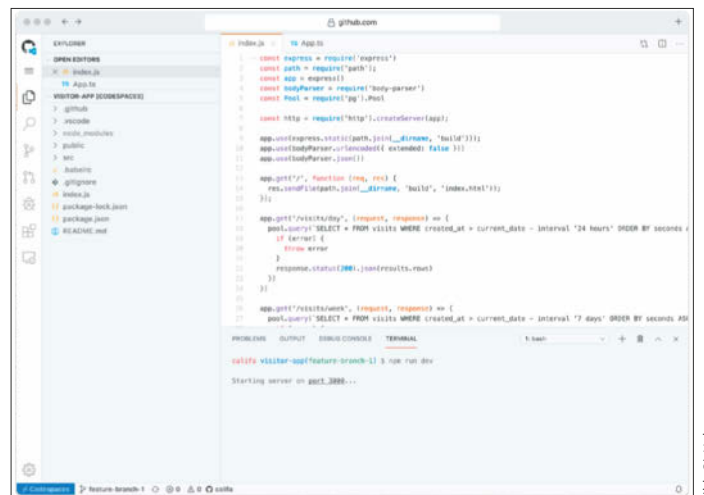 github.com
EXPLORER
OPEN EDITORS
index.js
TS App.ts
VISITOR-APP [CODESPACES]
.github
.vscode
node_modules
public
src
.babelrc
.gitignore
index.js
package-lock.json
package.json
README.md
index.js
TS App.ts
const express = require('express')
const path = require('path');
const app = express()
const bodyParser = require('body-parser')
const Pool = require('pg').Pool
const http = require('http').createServer(app);
app.use(express.static(path.join(__dirname, 'build')));
app.use(bodyParser.urlencoded({ extended: false }))
app.use(bodyParser.json())
app.get('/', function (req, res) {
res.sendFile(path.join(__dirname, 'build', 'index.html'));
});
app.get('/visits/day', (request, response) => {
pool.query(`SELECT * FROM visits WHERE created_at > current_date - interval '24 hours' ORDER BY seconds
if (error) {
throw error
}
response.status(200).json(results.rows)
})
})
app.get('/visits/week', (request, response) => {
pool.query(`SELECT * FROM visits WHERE created_at > current_date - interval '7 days' ORDER BY seconds
PROBLEMS OUTPUT DEBUG CONSOLE TERMINAL
1: bash
califa visitor-app(feature-branch-1) $ npm run dev
Starting server on port 3000...
Codespaces feature-branch-1 0 0 califa